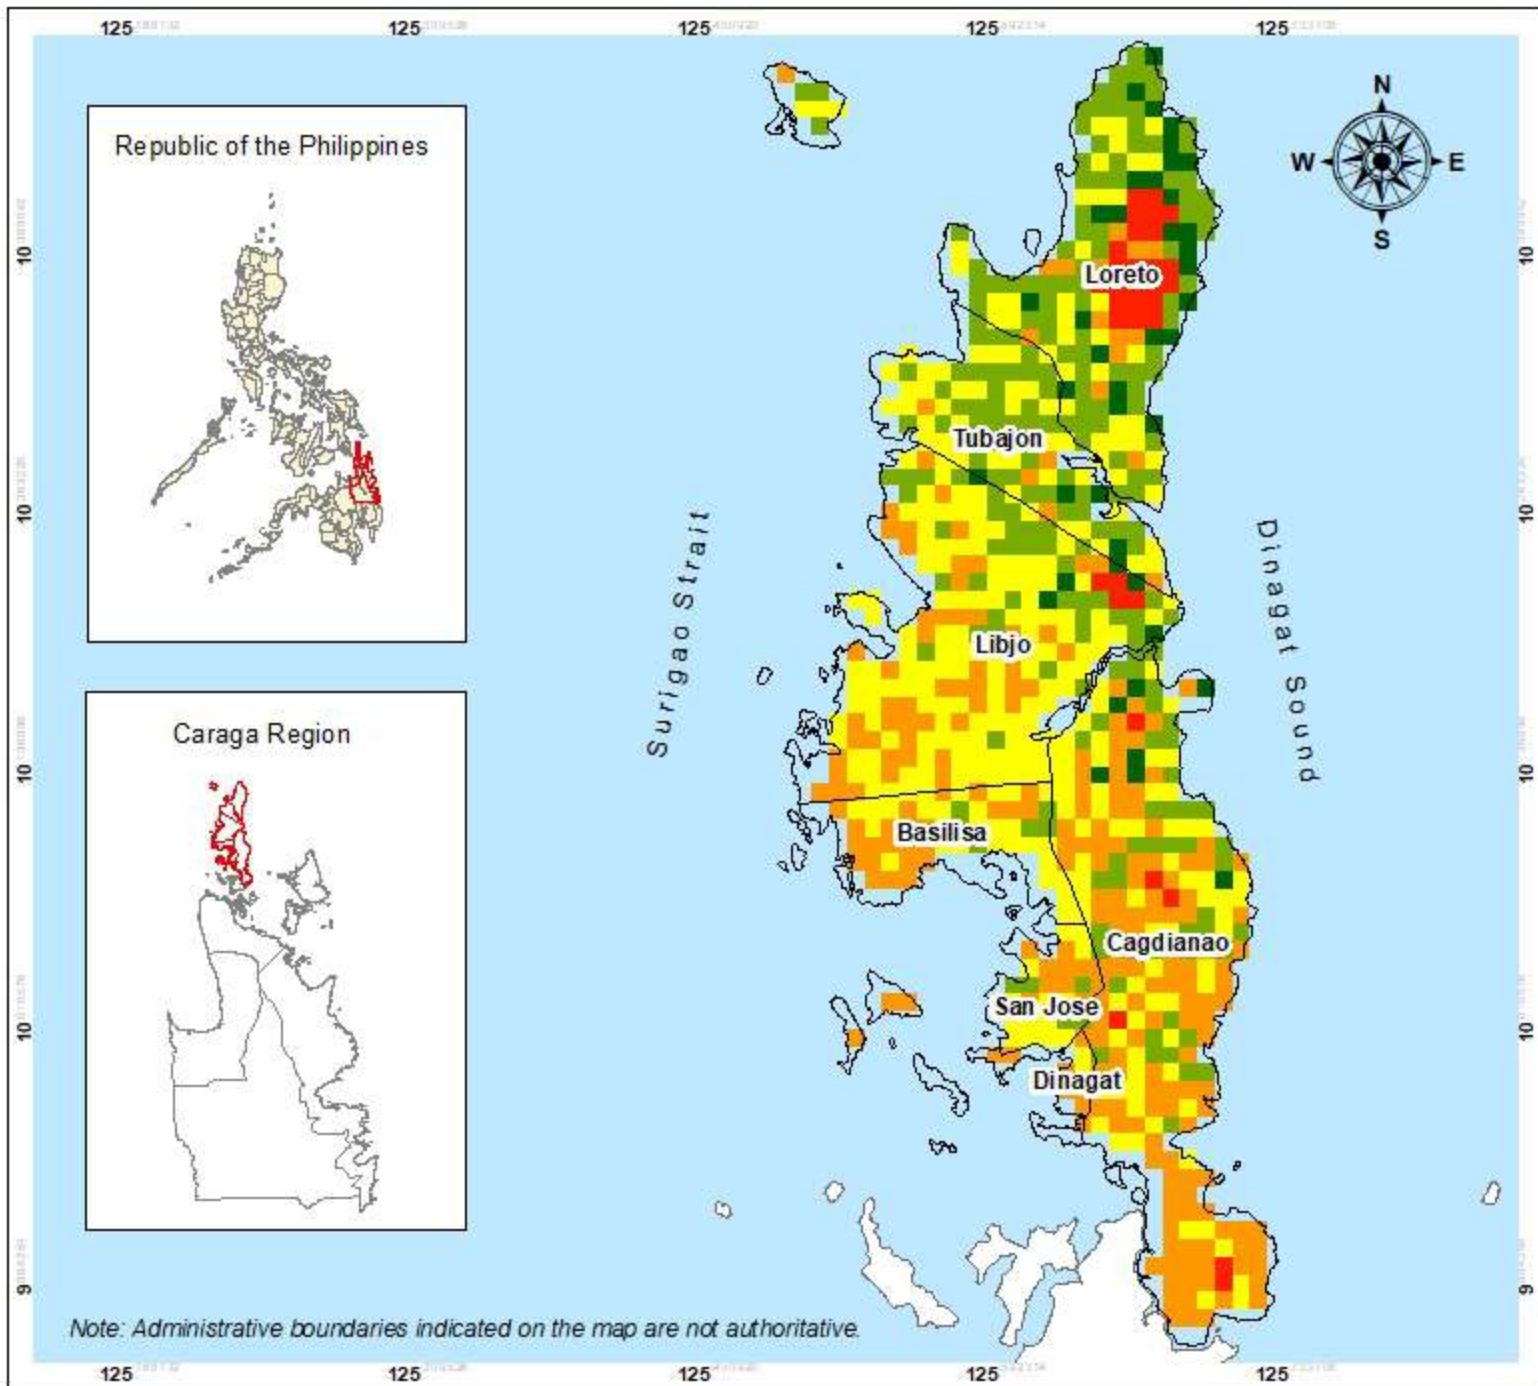 125 125 125 125 125
Republic of the Philippines
N
W E
S
10 10
Loreto
Tubajon
10 10
Surigao Strait
Dinagat Sound
Libjo
Caraga Region
10 10
Basilisa
Cagdianao
San Jose
10 10
Dinagat
9 9
Note: Administrative boundaries indicated on the map are not authoritative.
125 125 125 125 125